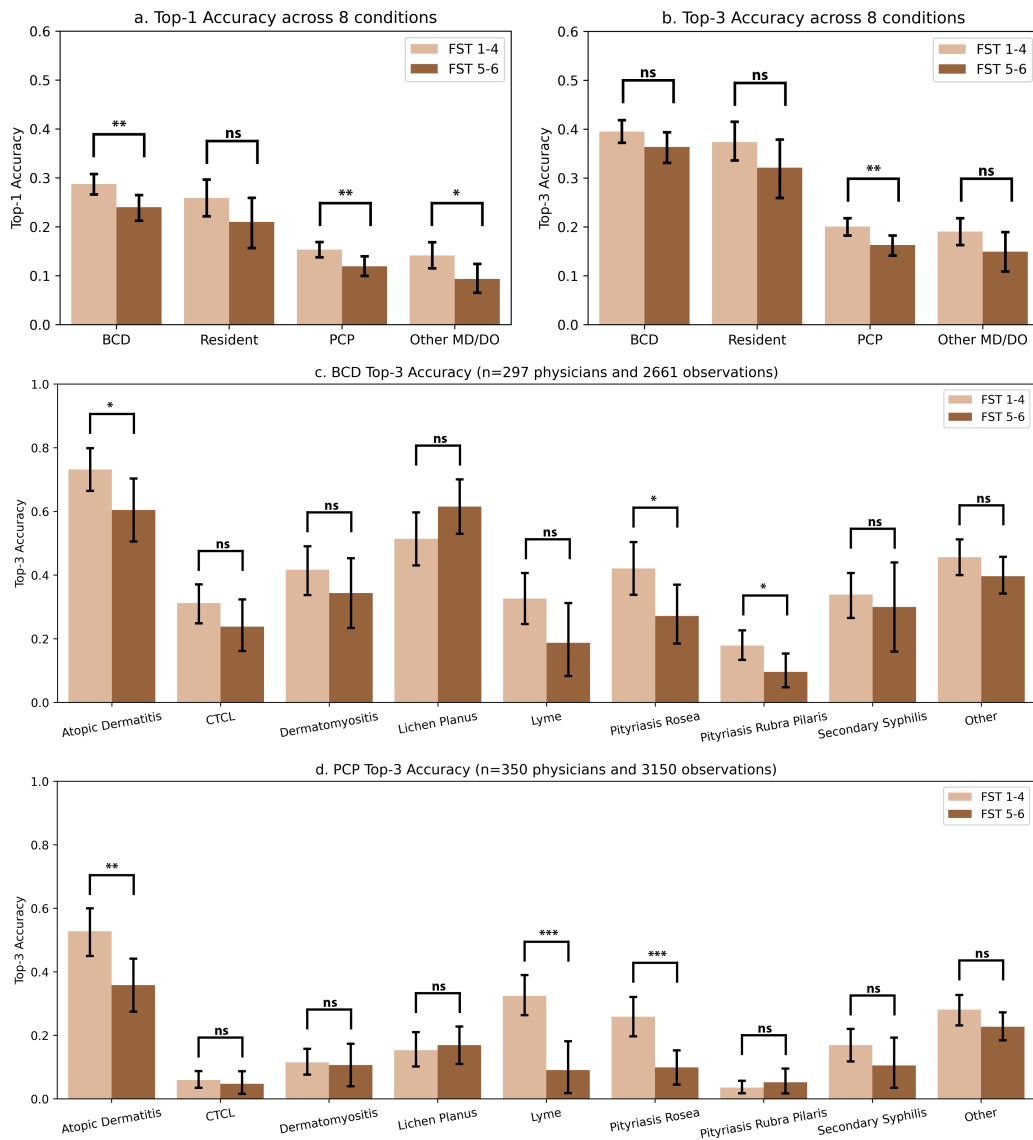 a. Top-1 Accuracy across 8 conditions
0.6
0.5
0.4
0.3
0.2
0.1
0.0
Top-1 Accuracy
FST 1-4
FST 5-6
**
ns
**
*
BCD
Resident
PCP
Other MD/DO
b. Top-3 Accuracy across 8 conditions
0.6
0.5
0.4
0.3
0.2
0.1
0.0
Top-3 Accuracy
FST 1-4
FST 5-6
ns
ns
**
ns
BCD
Resident
PCP
Other MD/DO
c. BCD Top-3 Accuracy (n=297 physicians and 2661 observations)
1.0
0.8
0.6
0.4
0.2
0.0
Top-3 Accuracy
FST 1-4
FST 5-6
*
ns
ns
ns
ns
*
*
ns
ns
Atopic Dermatitis
CTCL
Dermatomyositis
Lichen Planus
Lyme
Pityriasis Rosea
Pityriasis Rubra Pilaris
Secondary Syphilis
Other
d. PCP Top-3 Accuracy (n=350 physicians and 3150 observations)
1.0
0.8
0.6
0.4
0.2
0.0
Top-3 Accuracy
FST 1-4
FST 5-6
**
ns
ns
ns
***
***
ns
ns
ns
Atopic Dermatitis
CTCL
Dermatomyositis
Lichen Planus
Lyme
Pityriasis Rosea
Pityriasis Rubra Pilaris
Secondary Syphilis
Other